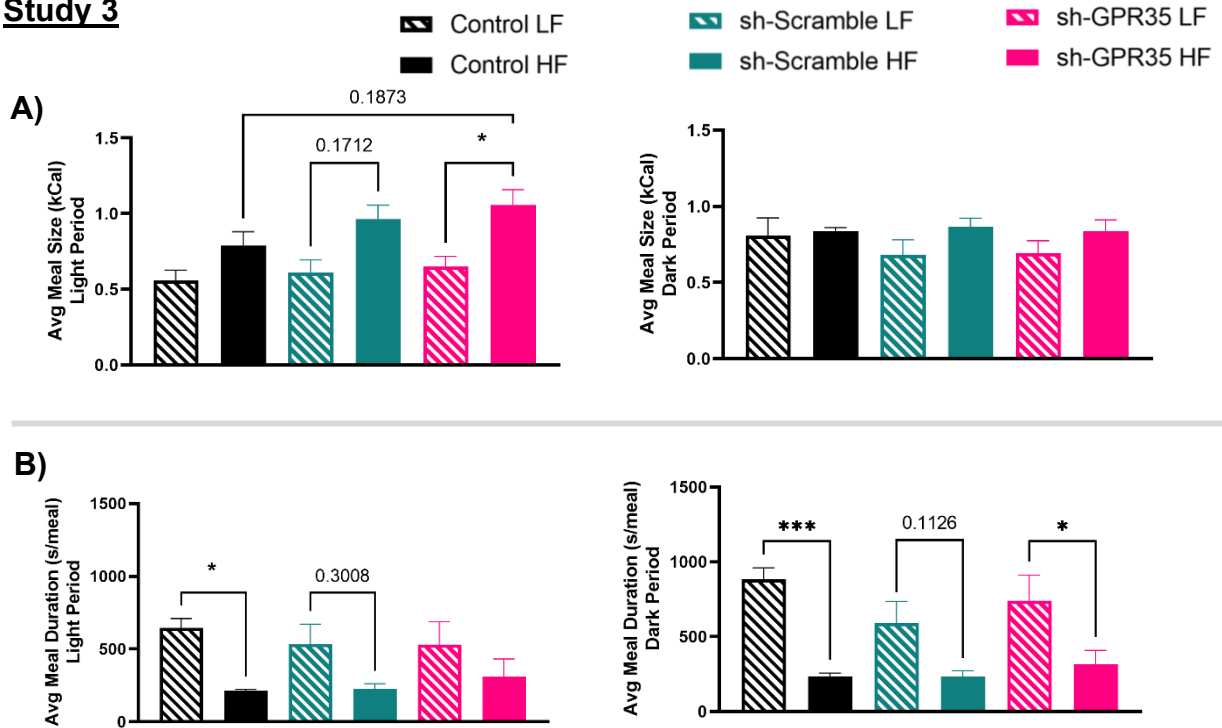 Study 3
Control LF
sh-Scramble LF
sh-GPR35 LF
Control HF
sh-Scramble HF
sh-GPR35 HF
A)
Avg Meal Size (kCal)
Light Period
1.5
1.0
0.5
0.0
0.1873
0.1712
*
Avg Meal Size (kCal)
Dark Period
1.5
1.0
0.5
0.0
B)
Avg Meal Duration (s/meal)
Light Period
1500
1000
500
0
*
0.3008
Avg Meal Duration (s/meal)
Dark Period
1500
1000
500
0
***
0.1126
*